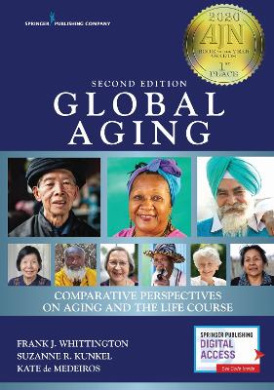 SPRINGER PUBLISHING COMPANY
2020
AJN
1ST
PLACE
SECOND EDITION
GLOBAL
AGING
COMPARATIVE PERSPECTIVES
ON AGING AND THE LIFE COURSE
FRANK J. WHITTINGTON
SUZANNE R. KUNKEL
KATE de MEDEIROS
SPRINGER PUBLISHING
DIGITAL
ACCESS